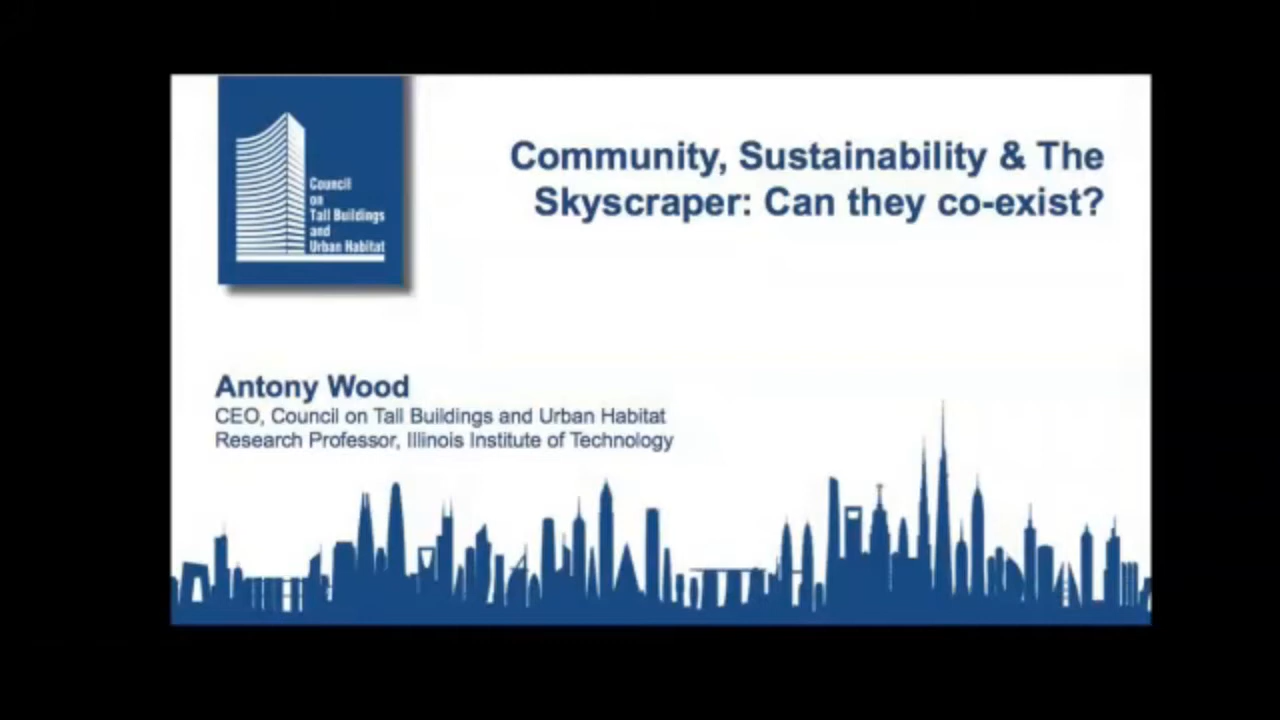 Council
on
Tall Buildings
and
Urban Habitat
Community, Sustainability & The
Skyscraper: Can they co-exist?
Antony Wood
CEO, Council on Tall Buildings and Urban Habitat
Research Professor, Illinois Institute of Technology